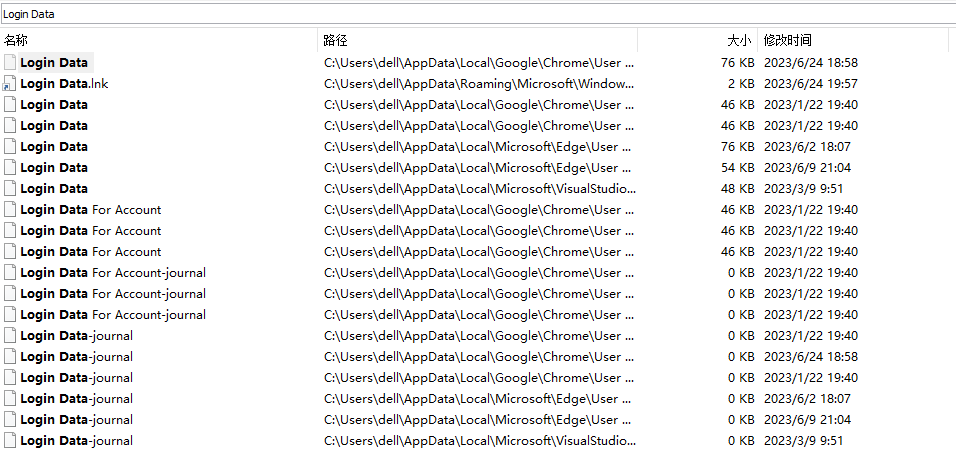 Login Data
名称 路径 大小 修改时间
Login Data C:\Users\dell\AppData\Local\Google\Chrome\User ... 76 KB 2023/6/24 18:58
Login Data.lnk C:\Users\dell\AppData\Roaming\Microsoft\Window... 2 KB 2023/6/24 19:57
Login Data C:\Users\dell\AppData\Local\Google\Chrome\User ... 46 KB 2023/1/22 19:40
Login Data C:\Users\dell\AppData\Local\Google\Chrome\User ... 46 KB 2023/1/22 19:40
Login Data C:\Users\dell\AppData\Local\Microsoft\Edge\User ... 76 KB 2023/6/2 18:07
Login Data C:\Users\dell\AppData\Local\Microsoft\Edge\User ... 54 KB 2023/6/9 21:04
Login Data C:\Users\dell\AppData\Local\Microsoft\VisualStudio... 48 KB 2023/3/9 9:51
Login Data For Account C:\Users\dell\AppData\Local\Google\Chrome\User ... 46 KB 2023/1/22 19:40
Login Data For Account C:\Users\dell\AppData\Local\Google\Chrome\User ... 46 KB 2023/1/22 19:40
Login Data For Account C:\Users\dell\AppData\Local\Google\Chrome\User ... 46 KB 2023/1/22 19:40
Login Data For Account-journal C:\Users\dell\AppData\Local\Google\Chrome\User ... 0 KB 2023/1/22 19:40
Login Data For Account-journal C:\Users\dell\AppData\Local\Google\Chrome\User ... 0 KB 2023/1/22 19:40
Login Data For Account-journal C:\Users\dell\AppData\Local\Google\Chrome\User ... 0 KB 2023/1/22 19:40
Login Data-journal C:\Users\dell\AppData\Local\Google\Chrome\User ... 0 KB 2023/1/22 19:40
Login Data-journal C:\Users\dell\AppData\Local\Google\Chrome\User ... 0 KB 2023/6/24 18:58
Login Data-journal C:\Users\dell\AppData\Local\Google\Chrome\User ... 0 KB 2023/1/22 19:40
Login Data-journal C:\Users\dell\AppData\Local\Microsoft\Edge\User ... 0 KB 2023/6/2 18:07
Login Data-journal C:\Users\dell\AppData\Local\Microsoft\Edge\User ... 0 KB 2023/6/9 21:04
Login Data-journal C:\Users\dell\AppData\Local\Microsoft\VisualStudio... 0 KB 2023/3/9 9:51